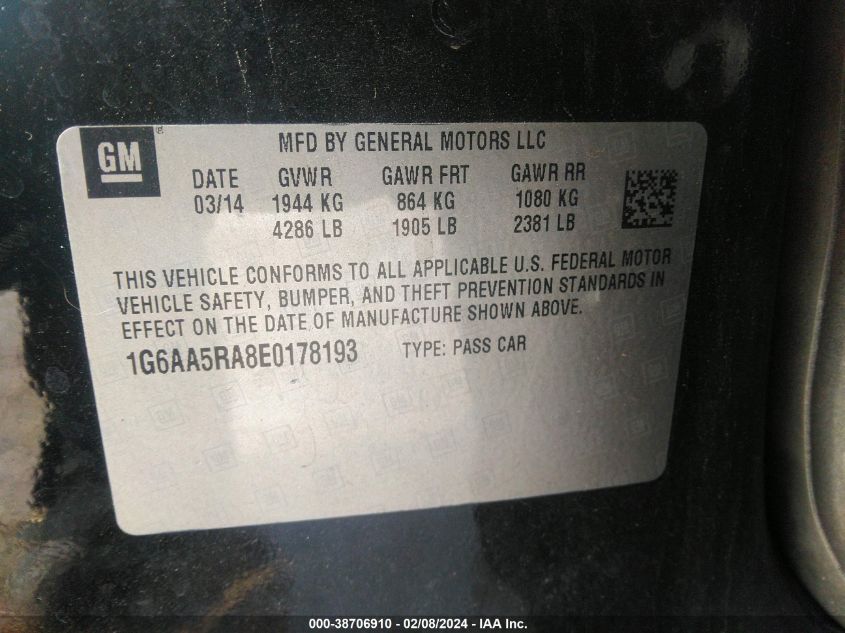 GM
MFD BY GENERAL MOTORS LLC
DATE GVWR GAWR FRT GAWR RR
03/14 1944 KG 864 KG 1080 KG
4286 LB 1905 LB 2381 LB
THIS VEHICLE CONFORMS TO ALL APPLICABLE U.S. FEDERAL MOTOR
VEHICLE SAFETY, BUMPER, AND THEFT PREVENTION STANDARDS IN
EFFECT ON THE DATE OF MANUFACTURE SHOWN ABOVE.
1G6AA5RA8E0178193 TYPE: PASS CAR
000-38706910 - 02/08/2024 - IAA Inc.